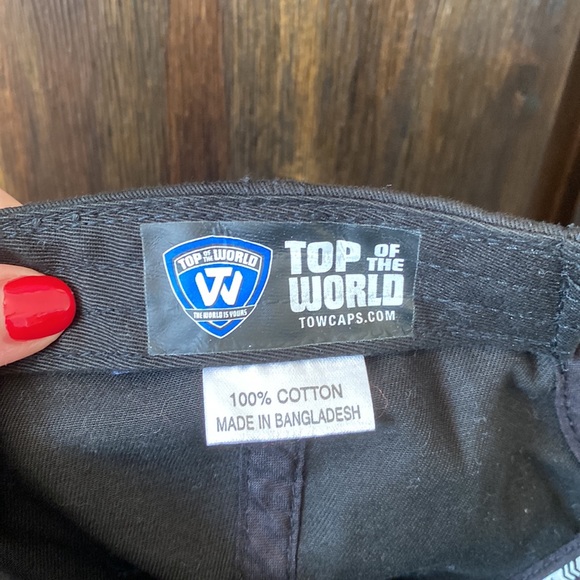 TOP OF THE WORLD
TW
THE WORLD IS YOURS
TOP OF THE
WORLD
TOWCAPS.COM
100% COTTON
MADE IN BANGLADESH